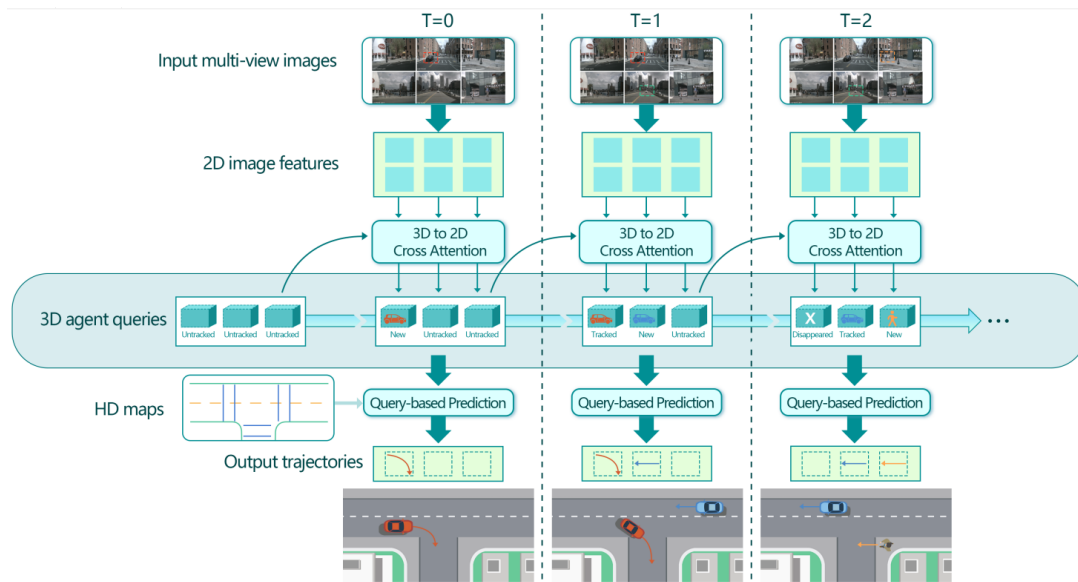 T=0
T=1
T=2
Input multi-view images
2D image features
3D to 2D
Cross Attention
3D to 2D
Cross Attention
3D to 2D
Cross Attention
3D agent queries
Untracked
Untracked
Untracked
New
Untracked
Untracked
Tracked
New
Untracked
X
Disappeared
Tracked
New
...
HD maps
Query-based Prediction
Query-based Prediction
Query-based Prediction
Output trajectories